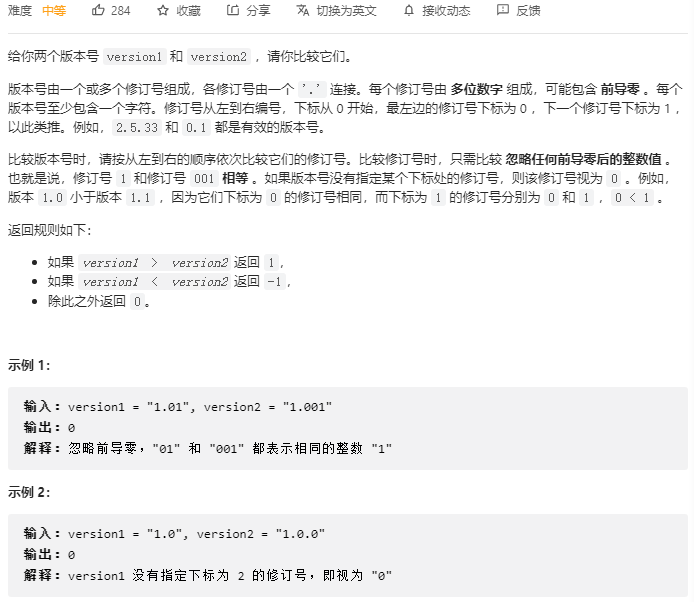 难度 中等 284 收藏 分享 切换为英文 接收动态 反馈
给你两个版本号 version1 和 version2 ，请你比较它们。
版本号由一个或多个修订号组成，各修订号由一个 '.' 连接。每个修订号由 多位数字 组成，可能包含 前导零 。每个
版本号至少包含一个字符。修订号从左到右编号，下标从 0 开始，最左边的修订号下标为 0 ，下一个修订号下标为 1 ，
以此类推。例如， 2.5.33 和 0.1 都是有效的版本号。
比较版本号时，请按从左到右的顺序依次比较它们的修订号。比较修订号时，只需比较 忽略任何前导零后的整数值 。
也就是说，修订号 1 和修订号 001 相等 。如果版本号没有指定某个下标处的修订号，则该修订号视为 0 。例如，
版本 1.0 小于版本 1.1 ，因为它们下标为 0 的修订号相同，而下标为 1 的修订号分别为 0 和 1 ， 0 < 1 。
返回规则如下：
• 如果 version1 > version2 返回 1，
• 如果 version1 < version2 返回 -1，
• 除此之外返回 0。
示例 1：
输入：version1 = "1.01", version2 = "1.001"
输出：0
解释：忽略前导零，"01" 和 "001" 都表示相同的整数 "1"
示例 2：
输入：version1 = "1.0", version2 = "1.0.0"
输出：0
解释：version1 没有指定下标为 2 的修订号，即视为 "0"